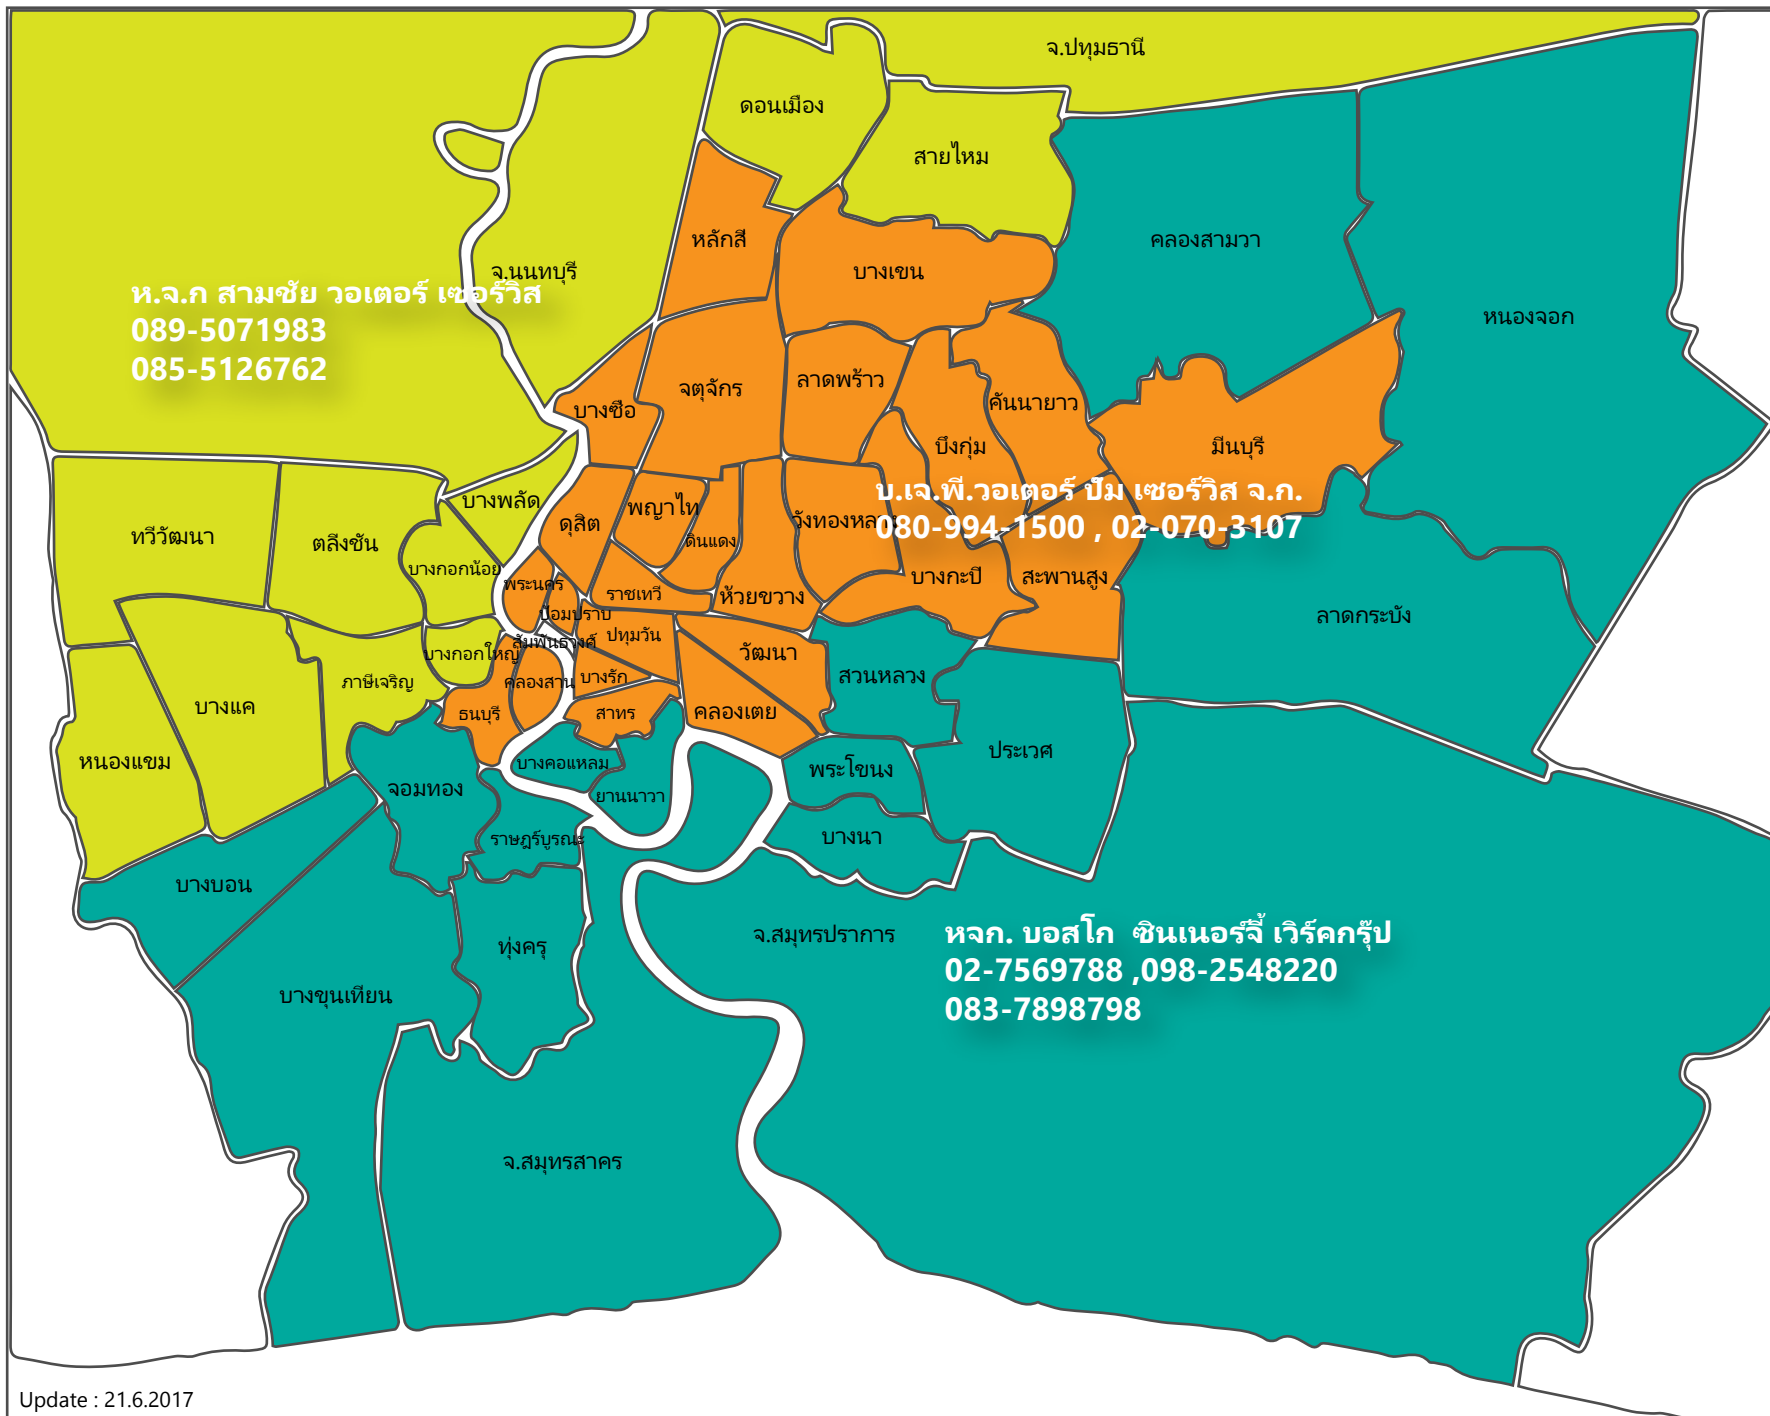 จ.ปทุมธานี
ดอนเมือง
สายไหม
หลักสี่
บางเขน
คลองสามวา
จ.นนทบุรี
ห.จ.ก สามชัย วอเตอร์ เซอร์วิส
089-5071983
085-5126762
หนองจอก
ลาดพร้าว
จตุจักร
คันนายาว
บางซื่อ
บึงกุ่ม
มีนบุรี
บ.เจ.พี.วอเตอร์ ปั๊ม เซอร์วิส จ.ก.
080-994-1500 , 02-070-3107
บางพลัด
พญาไท
ดุสิต
วังทองหลาง
ทวีวัฒนา
ตลิ่งชัน
ดินแดง
บางกอกน้อย
บางกะปิ
สะพานสูง
พระนคร
ราชเทวี
ห้วยขวาง
ป้อมปราบ
ลาดกระบัง
ปทุมวัน
สัมพันธวงศ์
บางกอกใหญ่
วัฒนา
ภาษีเจริญ
คลองสาน
บางรัก
สวนหลวง
บางแค
ธนบุรี
สาทร
คลองเตย
ประเวศ
หนองแขม
บางคอแหลม
พระโขนง
จอมทอง
ยานนาวา
ราษฎร์บูรณะ
บางนา
บางบอน
ทุ่งครุ
จ.สมุทรปราการ
หจก. บอสโก ซินเนอร์จี้ เวิร์คกรุ๊ป
02-7569788 ,098-2548220
083-7898798
บางขุนเทียน
จ.สมุทรสาคร
Update : 21.6.2017